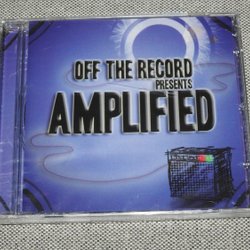 OFF THE RECORD
PRESENTS
AMPLIFIED